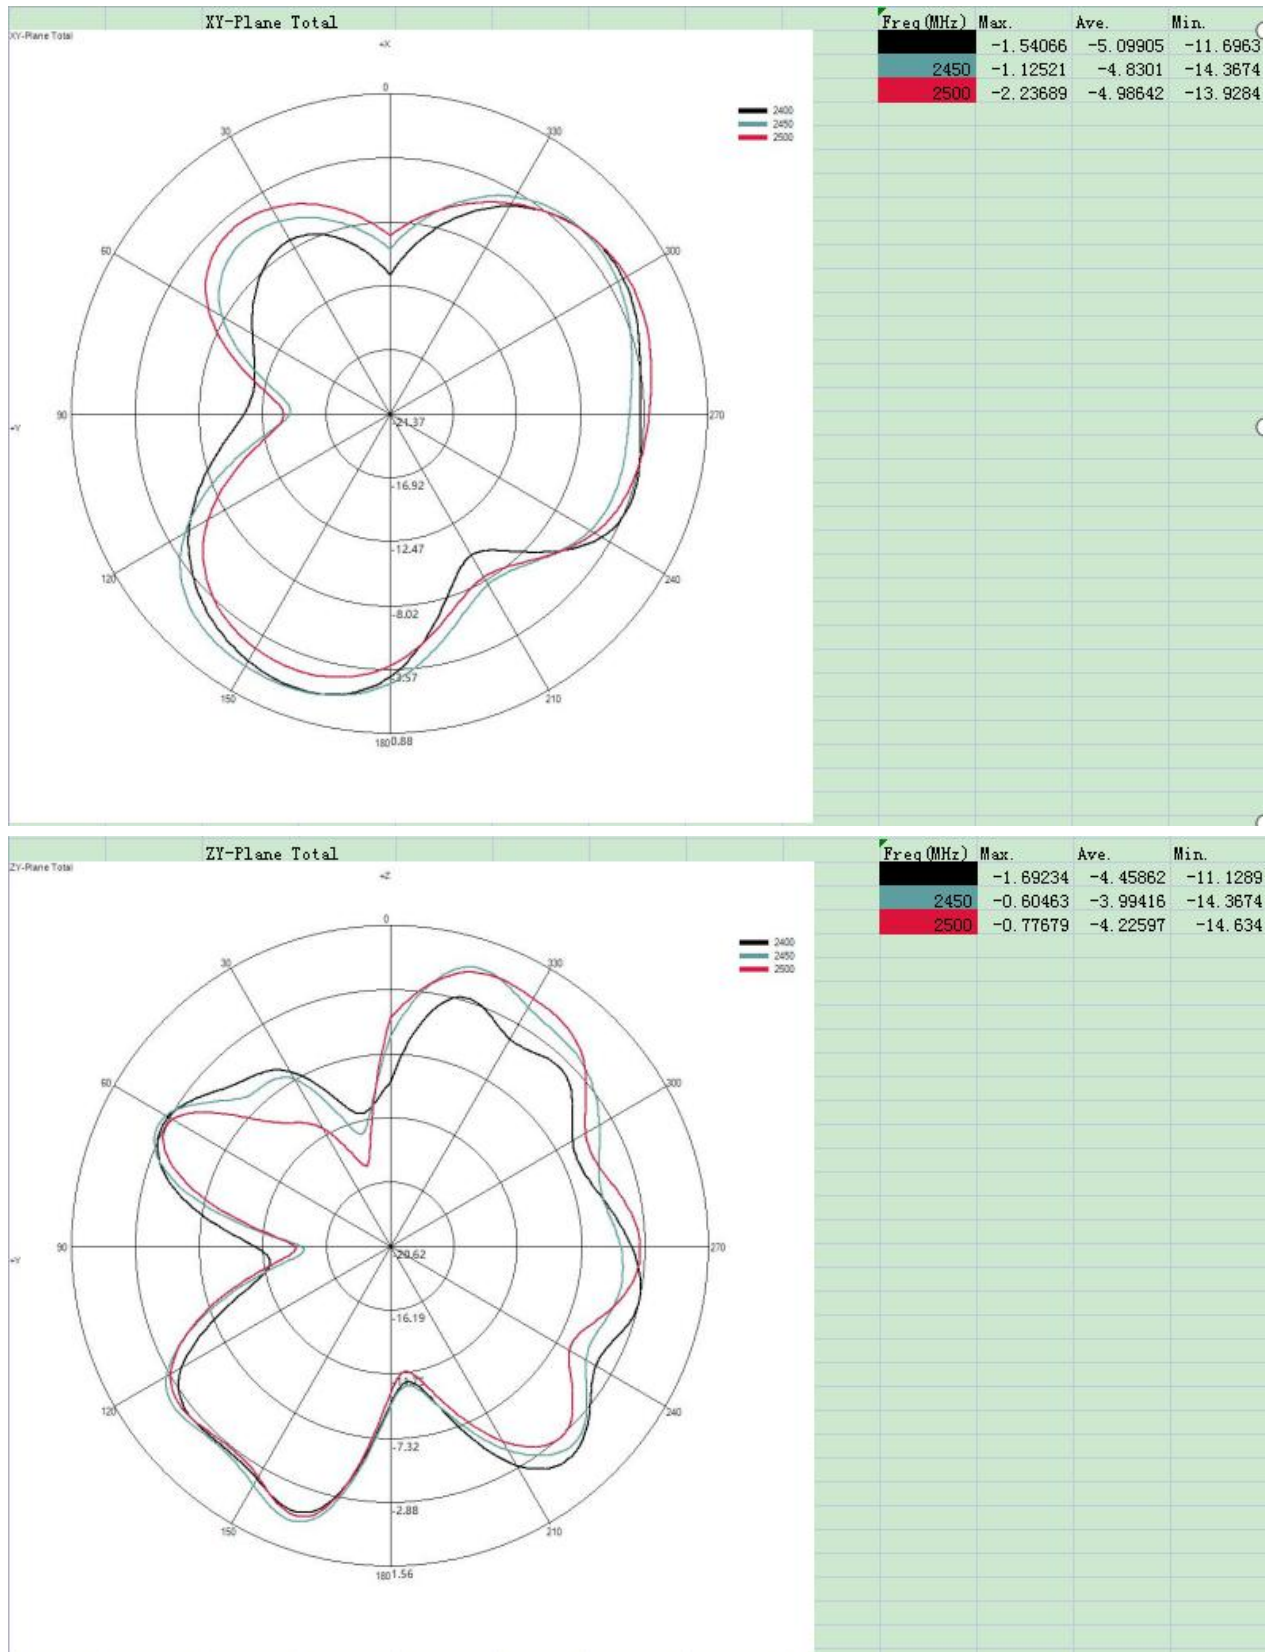 XY-Plane Total
Freq(MHz) Max. Ave. Min.
-1.54066 -5.09905 -11.6963
2450 -1.12521 -4.8301 -14.3674
2500 -2.23689 -4.98642 -13.9284
XY-Plane Total
+X
0
30
330
2400
2450
2500
60
300
90
270
+Y
-21.37
-16.92
-12.47
120
240
-8.02
-3.57
150
210
180
0.88
ZY-Plane Total
Freq(MHz) Max. Ave. Min.
-1.69234 -4.45862 -11.1289
2450 -0.60463 -3.99416 -14.3674
2500 -0.77679 -4.22597 -14.634
ZY-Plane Total
+Z
0
30
330
2400
2450
2500
60
300
90
270
+Y
-20.62
-16.19
120
240
-7.32
-2.88
150
210
180
1.56